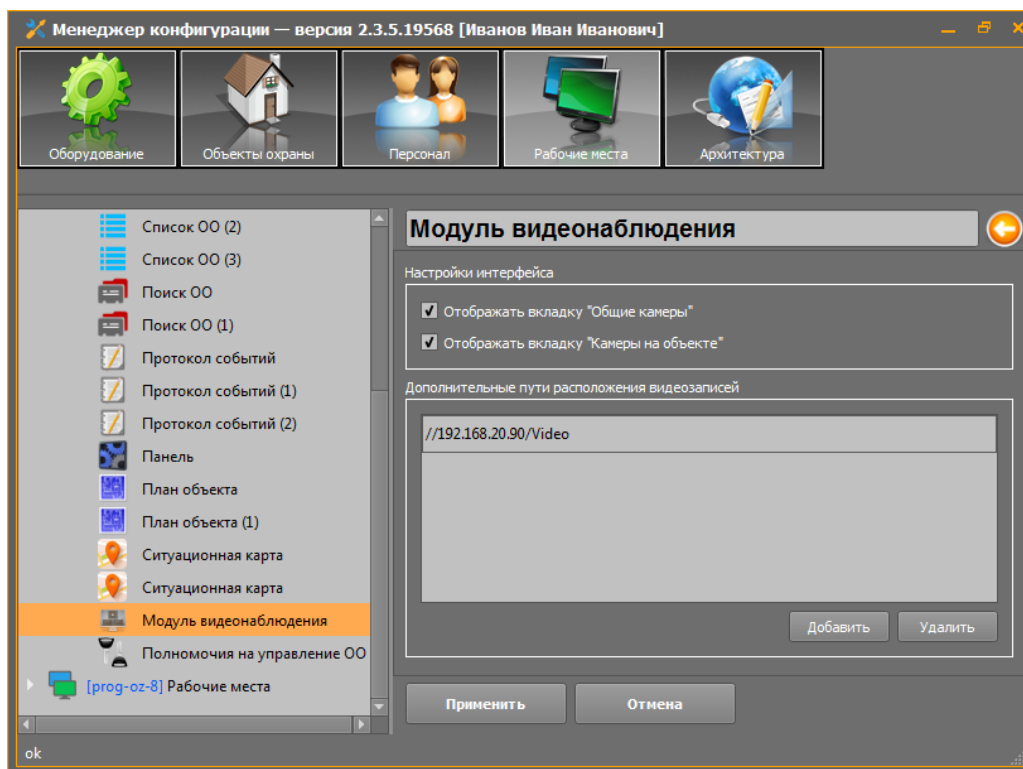 Менеджер конфигурации — версия 2.3.5.19568 [Иванов Иван Иванович]
Оборудование
Объекты охраны
Персонал
Рабочие места
Архитектура
Список ОО (2)
Список ОО (3)
Поиск ОО
Поиск ОО (1)
Протокол событий
Протокол событий (1)
Протокол событий (2)
Панель
План объекта
План объекта (1)
Ситуационная карта
Ситуационная карта
Модуль видеонаблюдения
Полномочия на управление ОО
[prog-oz-8] Рабочие места
Модуль видеонаблюдения
Настройки интерфейса
Отображать вкладку "Общие камеры"
Отображать вкладку "Камеры на объекте"
Дополнительные пути расположения видеозаписей
//192.168.20.90/Video
Добавить
Удалить
Применить
Отмена
ok